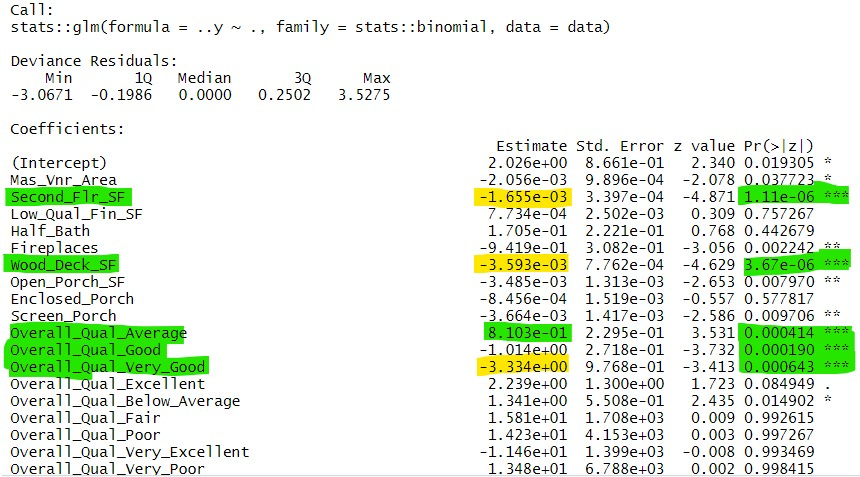 Call:
stats::glm(formula = ..y ~ ., family = stats::binomial, data = data)
Deviance Residuals:
Min 1Q Median 3Q Max
-3.0671 -0.1986 0.0000 0.2502 3.5275
Coefficients:
Estimate Std. Error z value Pr(>|z|)
(Intercept) 2.026e+00 8.661e-01 2.340 0.019305 *
Mas_Vnr_Area -2.056e-03 9.896e-04 -2.078 0.037723 *
Second_Flr_SF -1.655e-03 3.397e-04 -4.871 1.11e-06 ***
Low_Qual_Fin_SF 7.734e-04 2.502e-03 0.309 0.757267
Half_Bath 1.705e-01 2.221e-01 0.768 0.442679
Fireplaces -9.419e-01 3.082e-01 -3.056 0.002242 **
Wood_Deck_SF -3.593e-03 7.762e-04 -4.629 3.67e-06 ***
Open_Porch_SF -3.485e-03 1.313e-03 -2.653 0.007970 **
Enclosed_Porch -8.456e-04 1.519e-03 -0.557 0.577817
Screen_Porch -3.664e-03 1.417e-03 -2.586 0.009706 **
Overall_Qual_Average 8.103e-01 2.295e-01 3.531 0.000414 ***
Overall_Qual_Good -1.014e+00 2.718e-01 -3.732 0.000190 ***
Overall_Qual_Very_Good -3.334e+00 9.768e-01 -3.413 0.000643 ***
Overall_Qual_Excellent 2.239e+00 1.300e+00 1.723 0.084949 .
Overall_Qual_Below_Average 1.341e+00 5.508e-01 2.435 0.014902 *
Overall_Qual_Fair 1.581e+01 1.708e+03 0.009 0.992615
Overall_Qual_Poor 1.423e+01 4.153e+03 0.003 0.997267
Overall_Qual_Very_Excellent -1.146e+01 1.399e+03 -0.008 0.993469
Overall_Qual_Very_Poor 1.348e+01 6.788e+03 0.002 0.998415